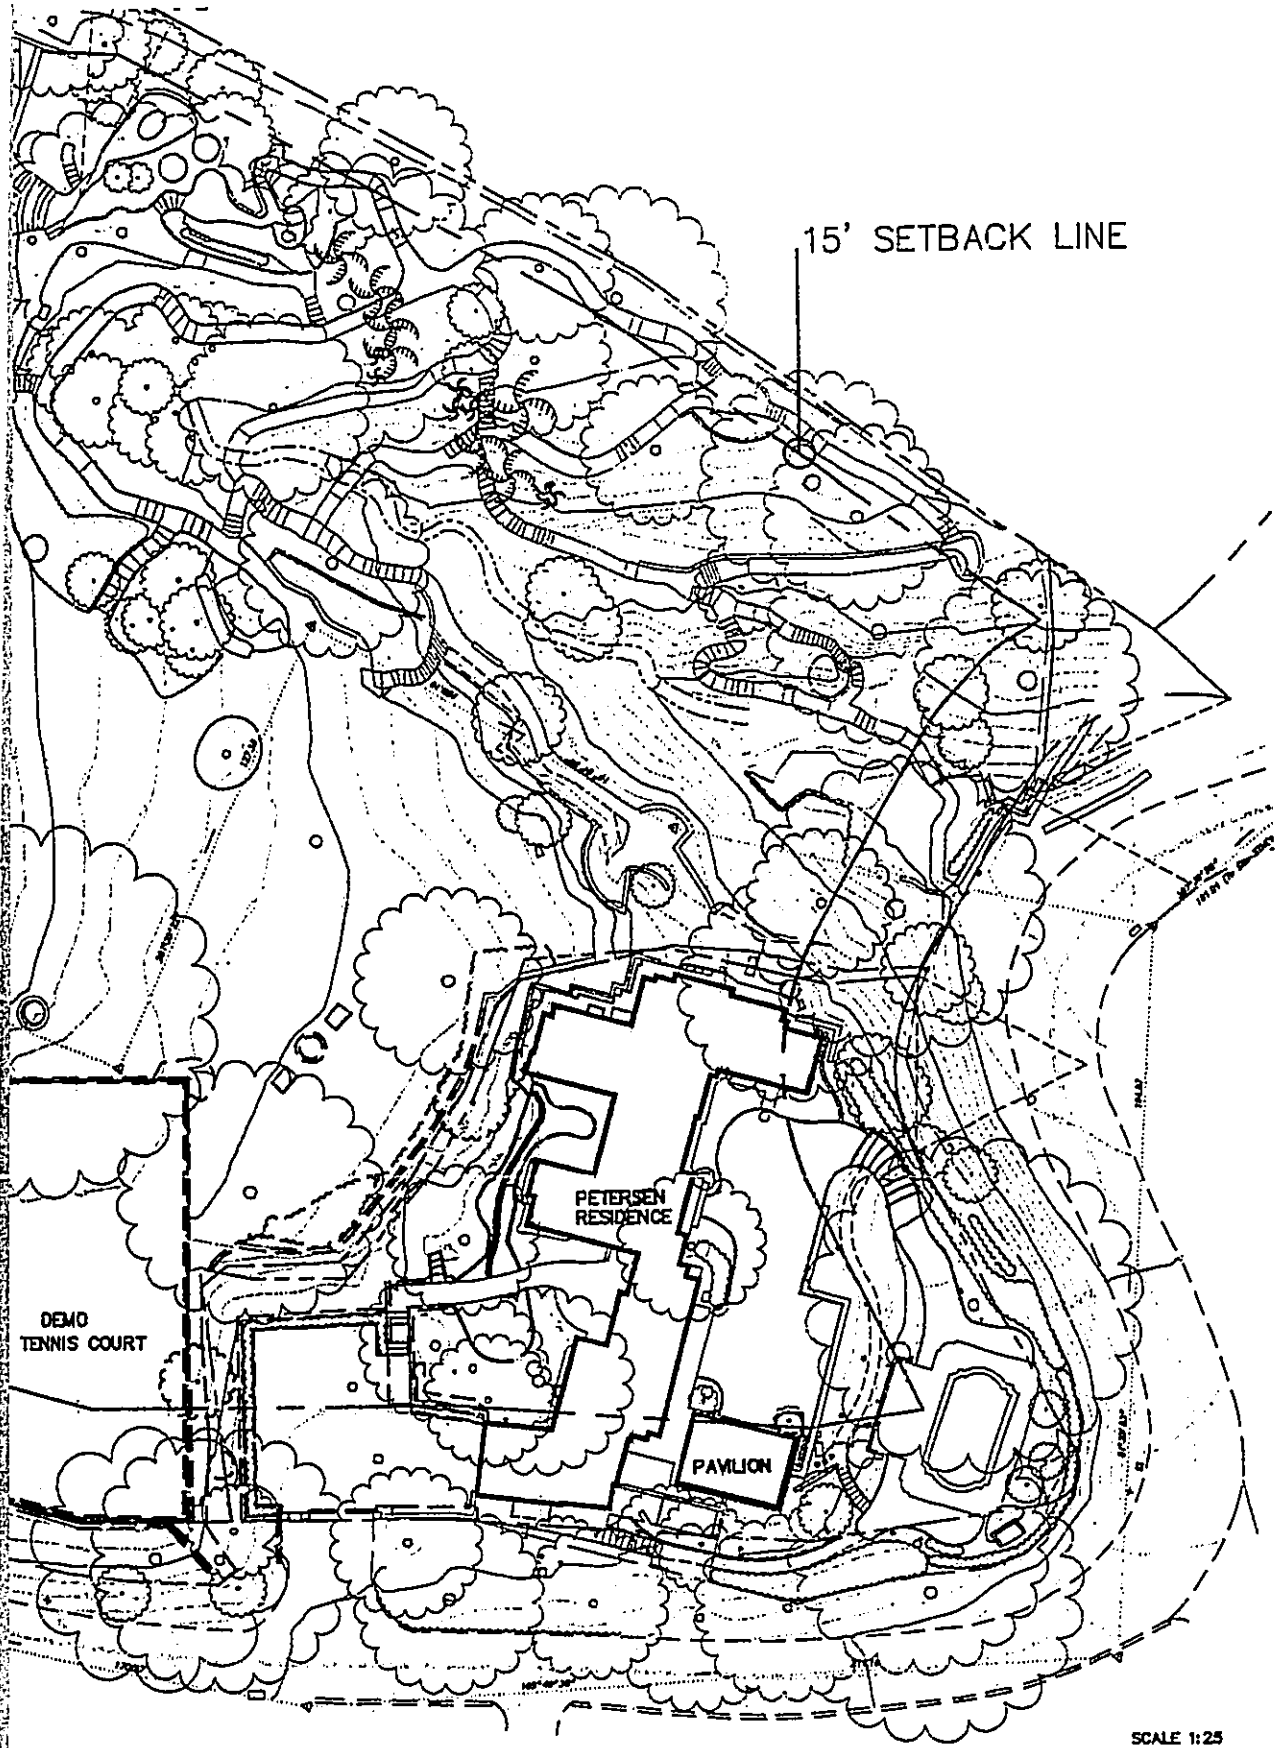 15' SETBACK LINE
PETERSEN
RESIDENCE
DEMO
TENNIS COURT
PAVILION
SCALE 1:25